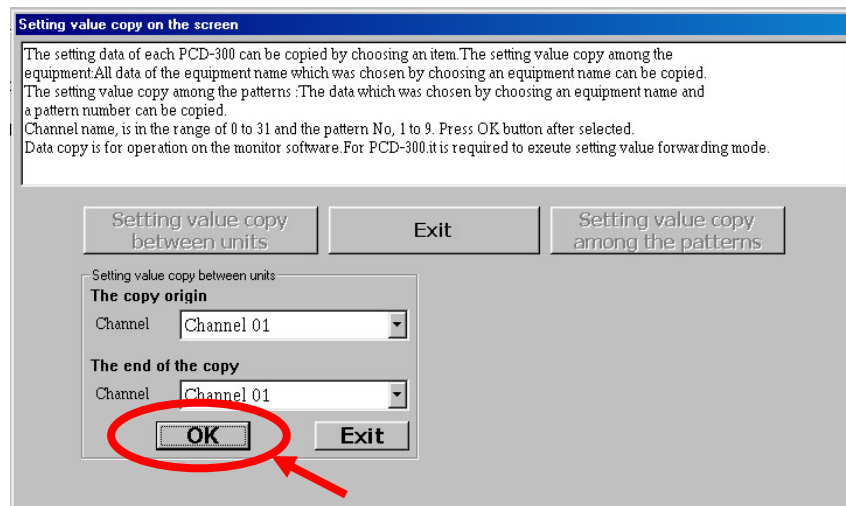 Setting value copy on the screen
The setting data of each PCD-300 can be copied by choosing an item.The setting value copy among the
equipment:All data of the equipment name which was chosen by choosing an equipment name can be copied.
The setting value copy among the patterns :The data which was chosen by choosing an equipment name and
a pattern number can be copied.
Channel name, is in the range of 0 to 31 and the pattern No, 1 to 9. Press OK button after selected.
Data copy is for operation on the monitor software.For PCD-300.it is required to exeute setting value forwarding mode.
Setting value copy
between units
Exit
Setting value copy
among the patterns
Setting value copy between units
The copy origin
Channel Channel 01
The end of the copy
Channel Channel 01
OK Exit